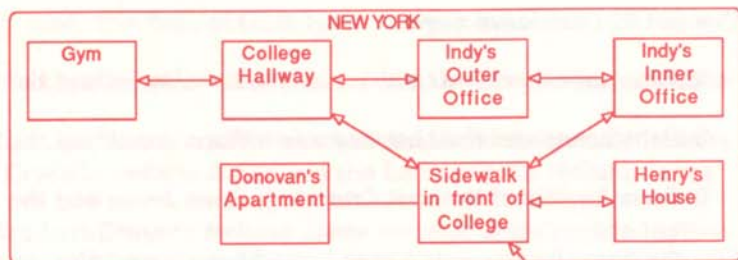 NEW YORK
Gym
College
Hallway
Indy's
Outer
Office
Indy's
Inner
Office
Donovan's
Apartment
Sidewalk
in front of
College
Henry's
House